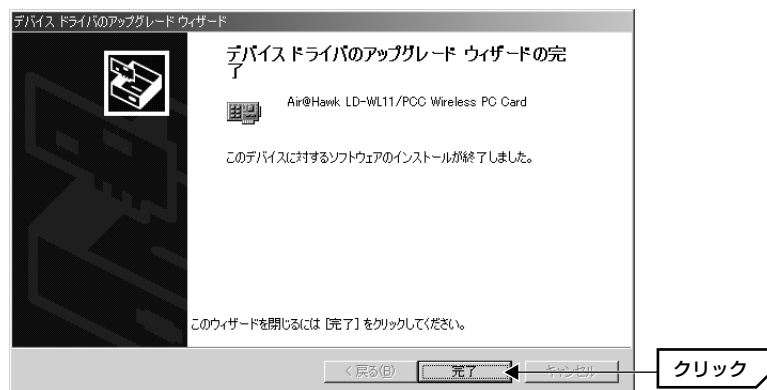 デバイス ドライバのアップグレード ウィザード
デバイス ドライバのアップグレード ウィザードの完
了
Air@Hawk LD-WL11/PCC Wireless PC Card
このデバイスに対するソフトウェアのインストールが終了しました。
このウィザードを閉じるには [完了] をクリックしてください。
< 戻る(B) 完了 キャンセル
クリック